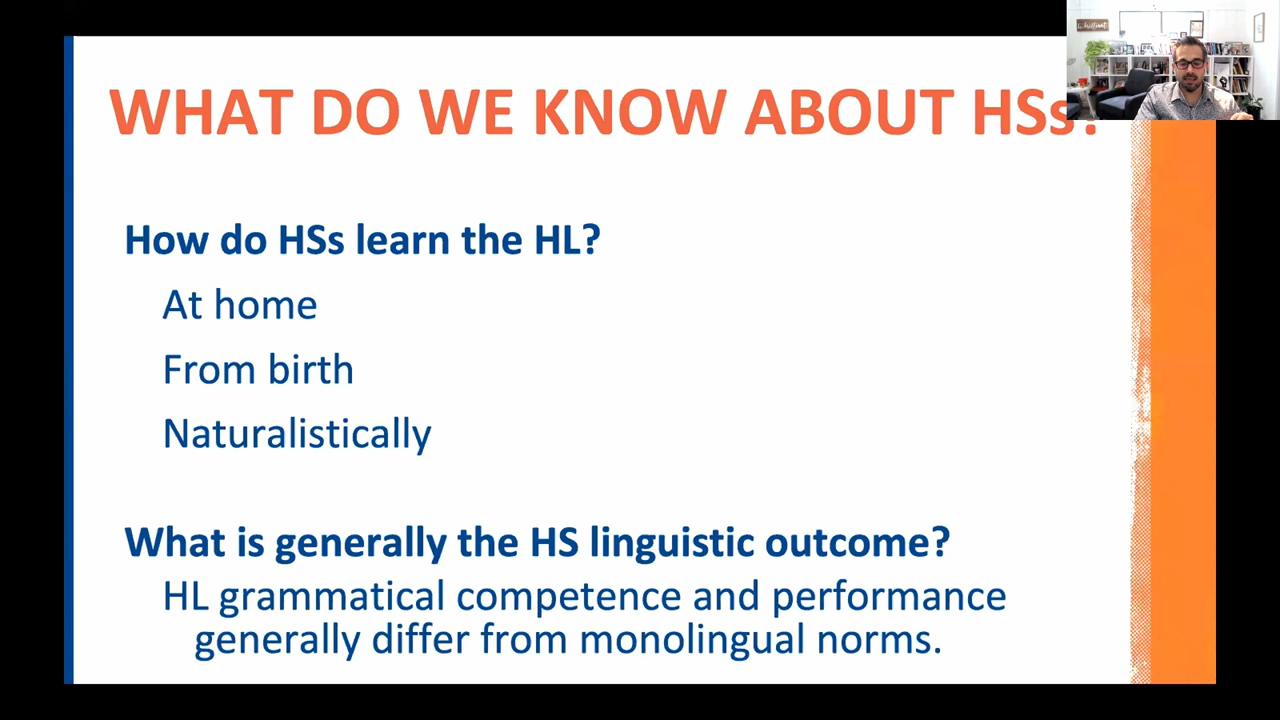 WHAT DO WE KNOW ABOUT HSs?
How do HSs learn the HL?
At home
From birth
Naturalistically
What is generally the HS linguistic outcome?
HL grammatical competence and performance
generally differ from monolingual norms.